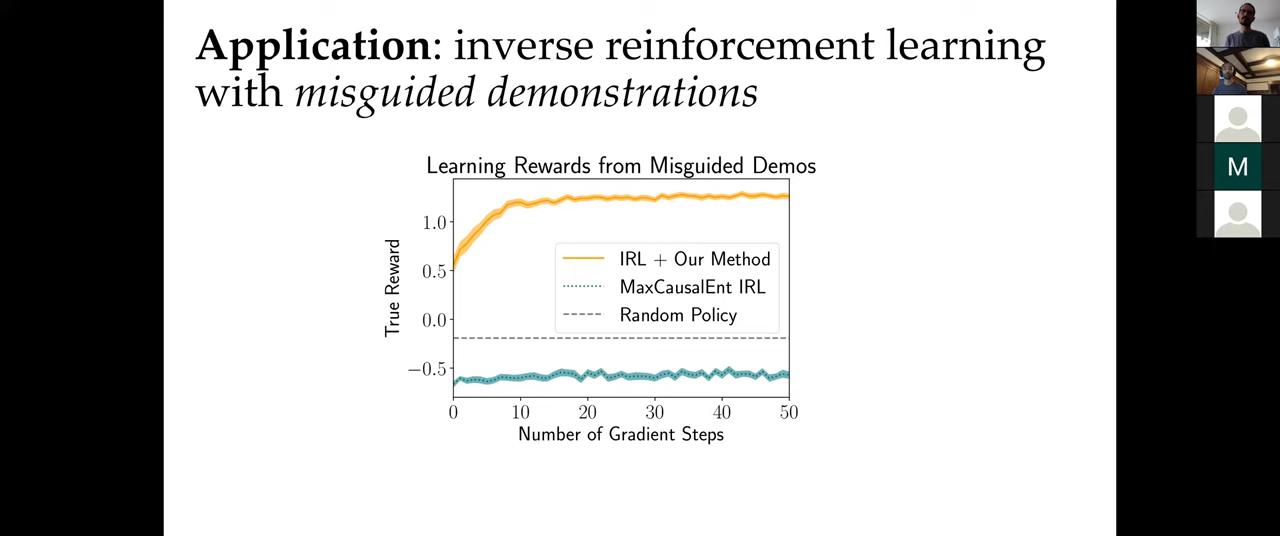 Application: inverse reinforcement learning
with misguided demonstrations
Learning Rewards from Misguided Demos
True Reward
1.0
0.5
0.0
−0.5
IRL + Our Method
MaxCausalEnt IRL
Random Policy
0 10 20 30 40 50
Number of Gradient Steps
M